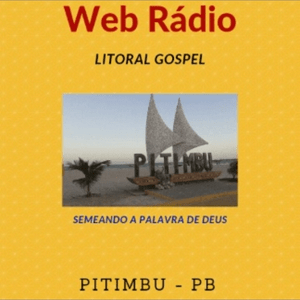 Web Rádio
LITORAL GOSPEL
PITIMBU
SEMEANDO A PALAVRA DE DEUS
PITIMBU - PB